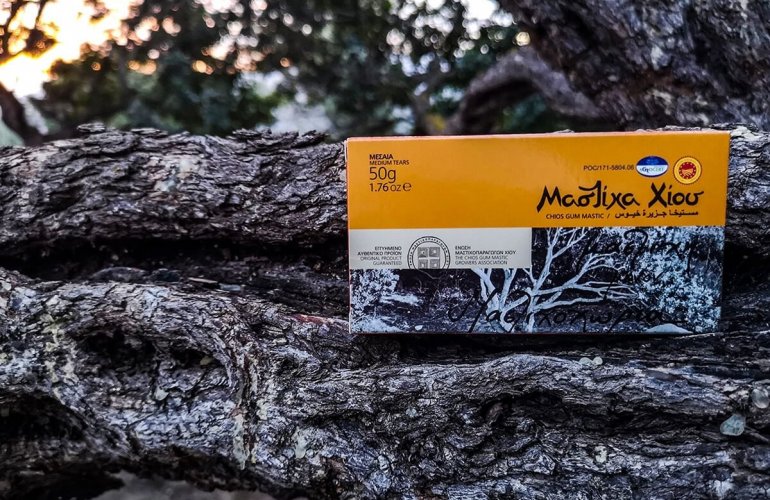 ΜΕΣΑΙΑ
MEDIUM TEARS
50g
1.76 oz e
POC/171-5804.06
Μαστίχα Χίου
CHIOS GUM MASTIC / مستيخا جزيرة خيوس
ΕΓΓΥΗΜΕΝΟ
ΑΥΘΕΝΤΙΚΟ ΠΡΟΪΟΝ
ORIGINAL PRODUCT
GUARANTEED
ΕΝΩΣΗ
ΜΑΣΤΙΧΟΠΑΡΑΓΩΓΩΝ ΧΙΟΥ
THE CHIOS GUM MASTIC
GROWERS ASSOCIATION